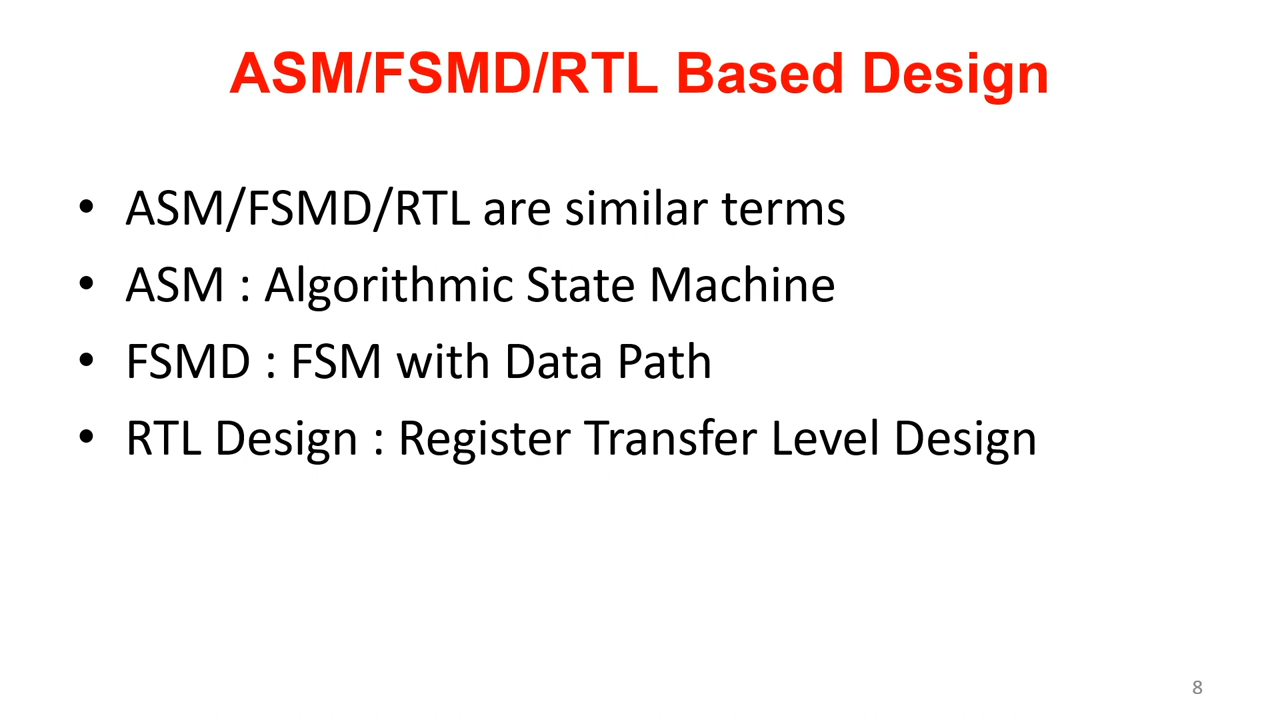 ASM/FSMD/RTL Based Design
• ASM/FSMD/RTL are similar terms
• ASM : Algorithmic State Machine
• FSMD : FSM with Data Path
• RTL Design : Register Transfer Level Design
8